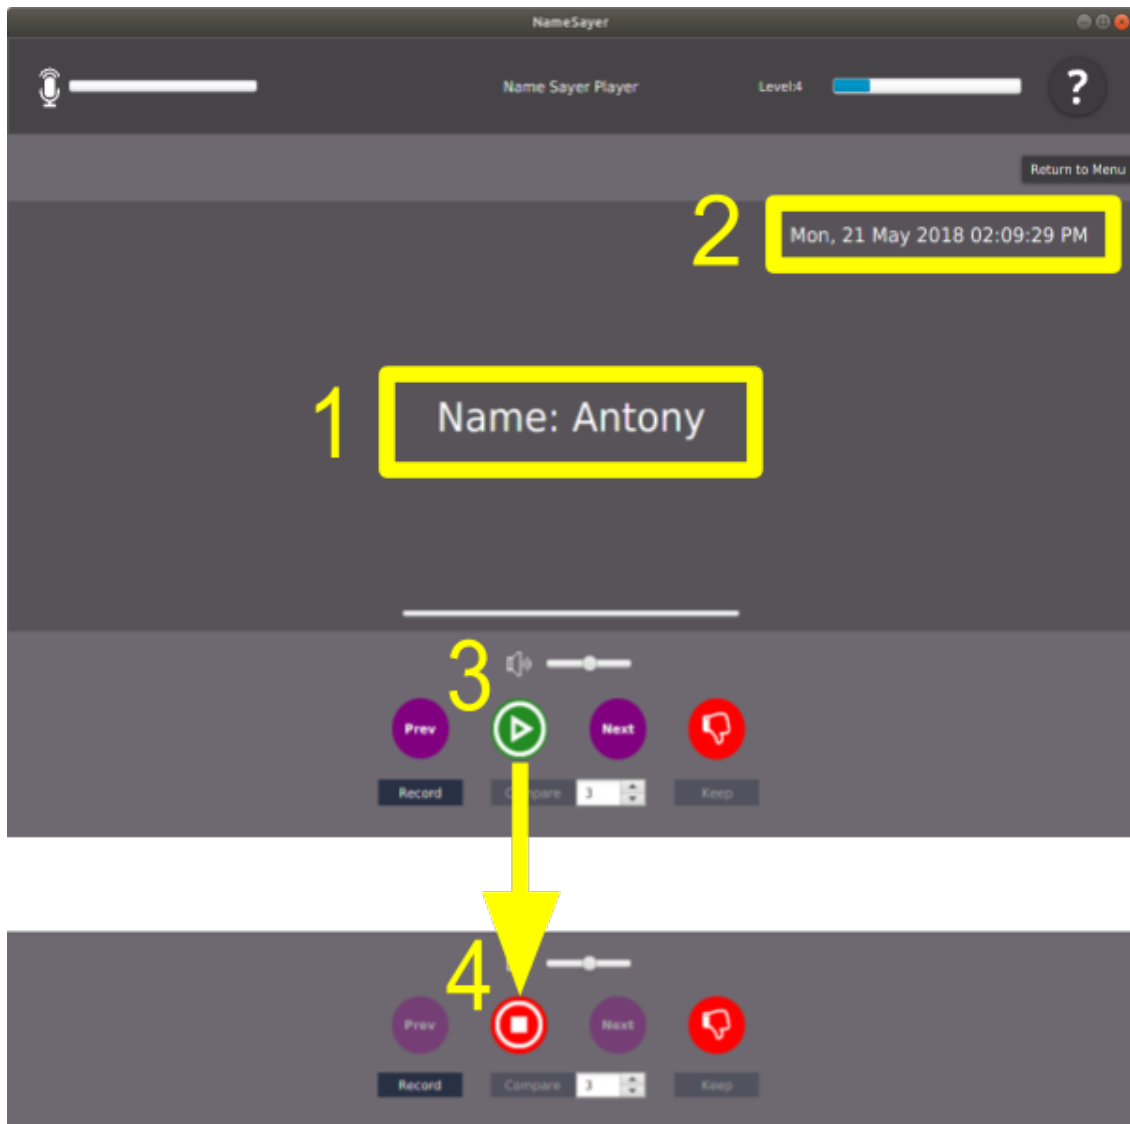 NameSayer
Name Sayer Player Level:4 ?
Return to Menu
2 Mon, 21 May 2018 02:09:29 PM
1 Name: Antony
3
Prev Next
Record Compare 3 Keep
4
Prev Next
Record Compare 3 Keep